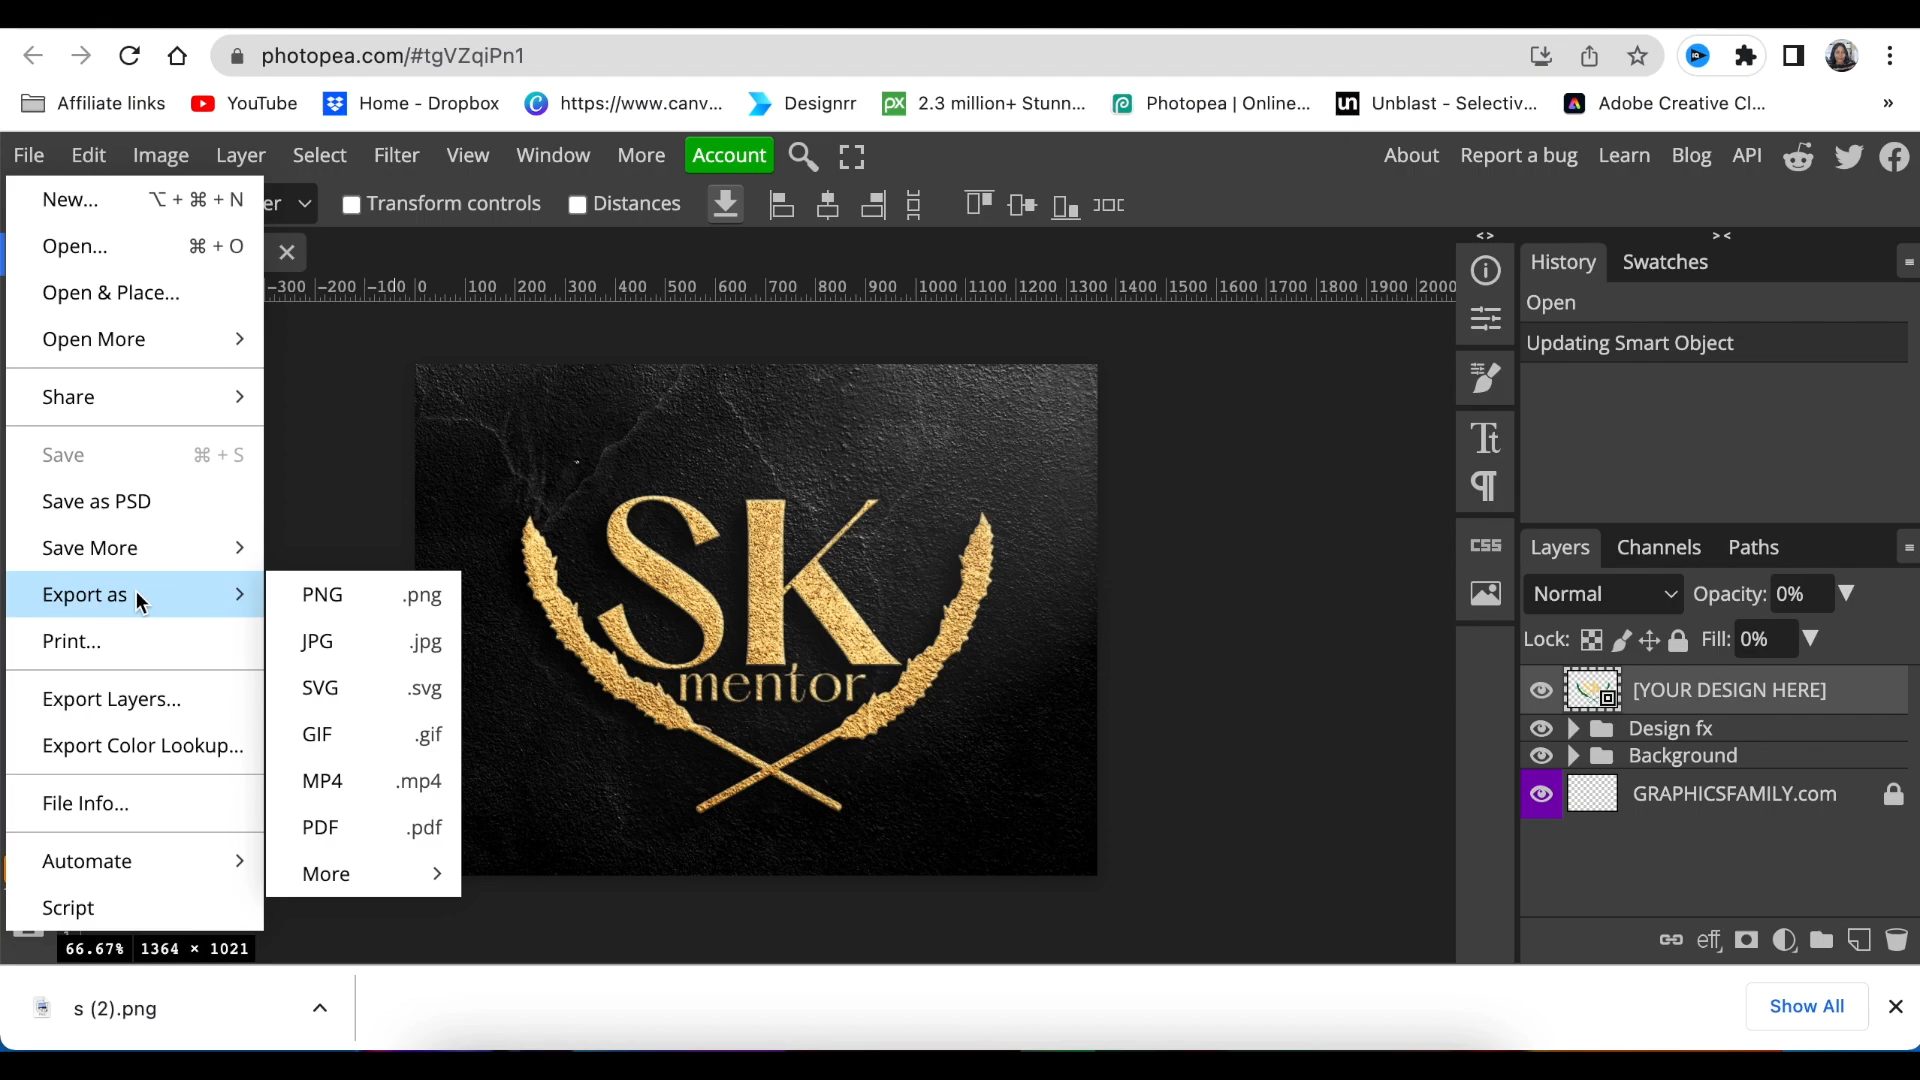 photopea.com/#tgVZqiPn1
Affiliate links YouTube Home - Dropbox https://www.canv... Designrr 2.3 million+ Stunn... Photopea | Online... Unblast - Selectiv... Adobe Creative Cl... »
File Edit Image Layer Select Filter View Window More Account About Report a bug Learn Blog API
er Transform controls Distances
-300 -200 -100 0 100 200 300 400 500 600 700 800 900 1000 1100 1200 1300 1400 1500 1600 1700 1800 1900 2000
New... ⌥ + ⌘ + N
Open... ⌘ + O
Open & Place...
Open More
Share
Save ⌘ + S
Save as PSD
Save More
Export as
Print...
Export Layers...
Export Color Lookup...
File Info...
Automate
Script
PNG .png
JPG .jpg
SVG .svg
GIF .gif
MP4 .mp4
PDF .pdf
More
SK
mentor
< >
> <
Tt
CSS
History Swatches
Open
Updating Smart Object
Layers Channels Paths
Normal Opacity: 0%
Lock: Fill: 0%
[YOUR DESIGN HERE]
Design fx
Background
GRAPHICSFAMILY.com
eff
66.67% 1364 × 1021
s (2).png
Show All